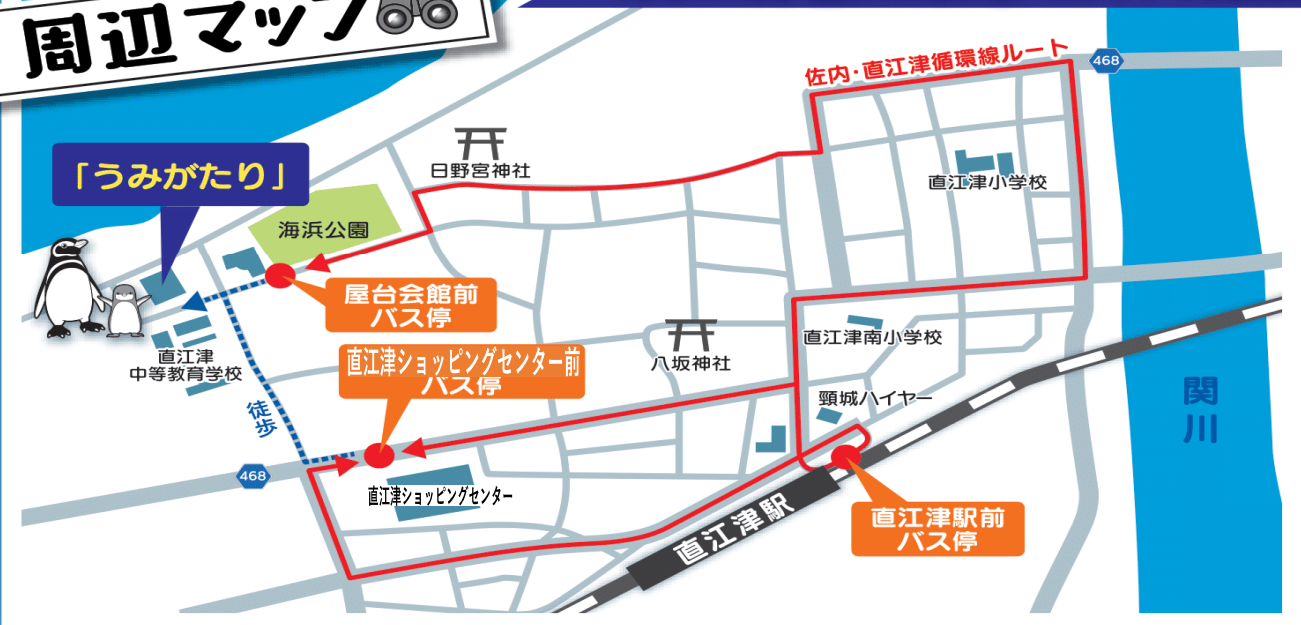 周辺マップ
佐内・直江津循環線ルート
468
日野宮神社
「うみがたり」
直江津小学校
海浜公園
屋台会館前
バス停
直江津
中等教育学校
直江津ショッピングセンター前
バス停
八坂神社
直江津南小学校
頸城ハイヤー
関川
徒歩
468
直江津ショッピングセンター
直江津駅
直江津駅前
バス停